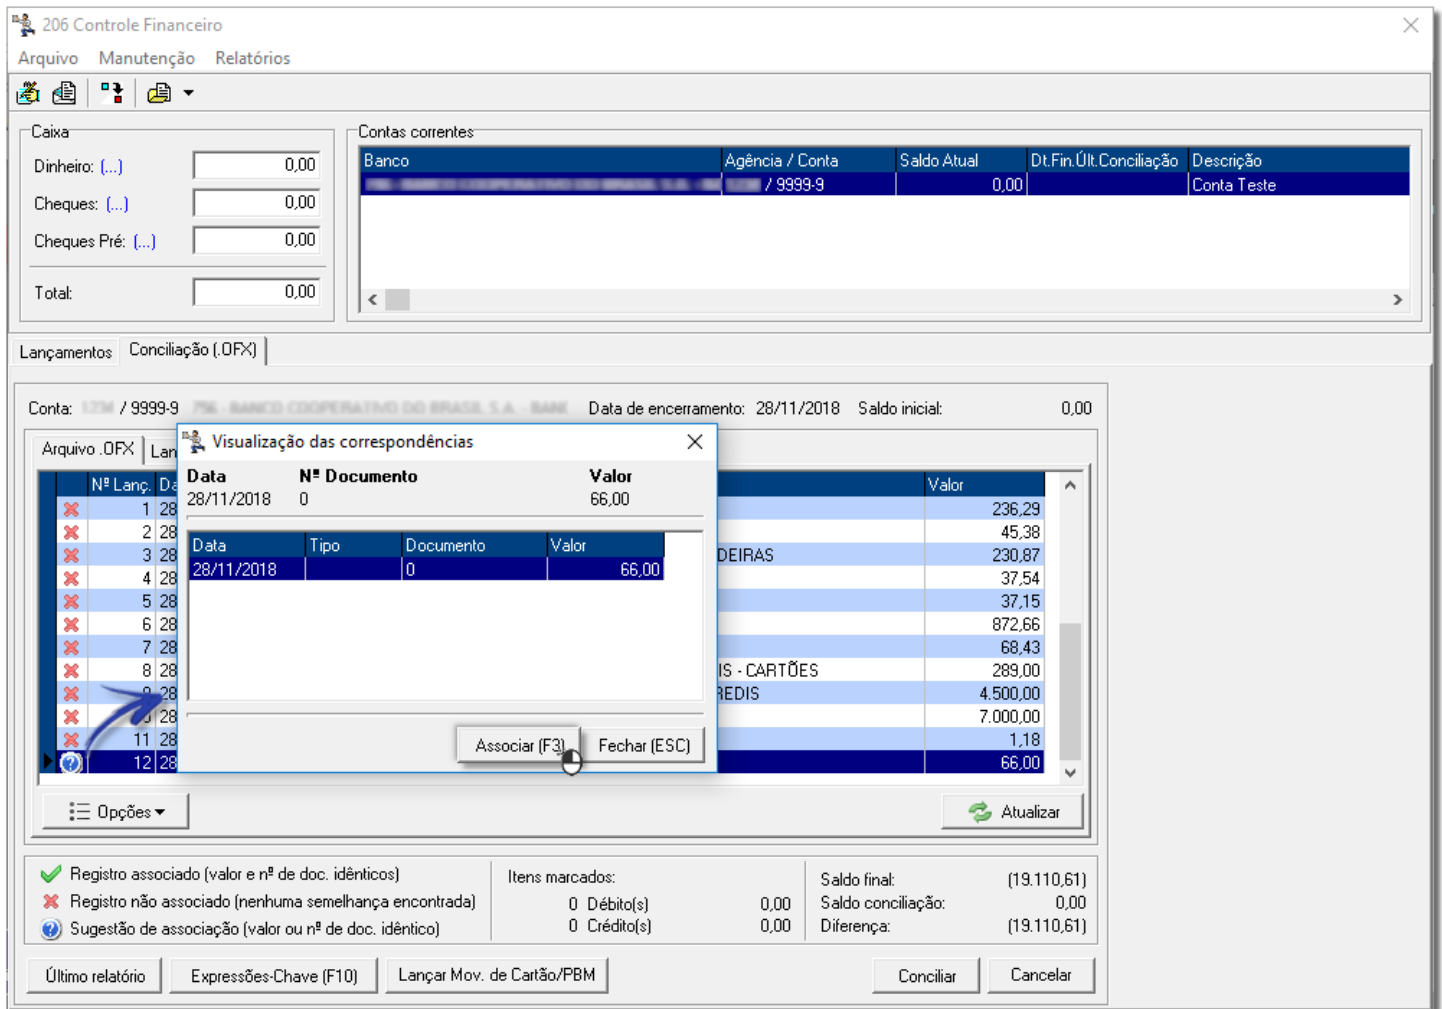 206 Controle Financeiro
Arquivo Manutenção Relatórios
Caixa
Dinheiro: (...) 0,00
Cheques: (...) 0,00
Cheques Pré: (...) 0,00
Total: 0,00
Contas correntes
Banco Agência / Conta Saldo Atual Dt.Fin.Últ.Conciliação Descrição
/ 9999-9 0,00 Conta Teste
Lançamentos Conciliação (.OFX)
Conta: / 9999-9 Data de encerramento: 28/11/2018 Saldo inicial: 0,00
Arquivo .OFX Lan
Nº Lanç. Da Valor
1 28 236,29
2 28 45,38
3 28 DEIRAS 230,87
4 28 37,54
5 28 37,15
6 28 872,66
7 28 68,43
8 28 IS - CARTÕES 289,00
28 REDIS 4.500,00
28 7.000,00
11 28 1,18
12 28 66,00
Visualização das correspondências
Data Nº Documento Valor
28/11/2018 0 66,00
Data Tipo Documento Valor
28/11/2018 0 66,00
Associar (F3) Fechar (ESC)
Opções Atualizar
Registro associado (valor e nº de doc. idênticos)
Registro não associado (nenhuma semelhança encontrada)
Sugestão de associação (valor ou nº de doc. idêntico)
Itens marcados:
0 Débito(s) 0,00
0 Crédito(s) 0,00
Saldo final: (19.110,61)
Saldo conciliação: 0,00
Diferença: (19.110,61)
Último relatório Expressões-Chave (F10) Lançar Mov. de Cartão/PBM Conciliar Cancelar